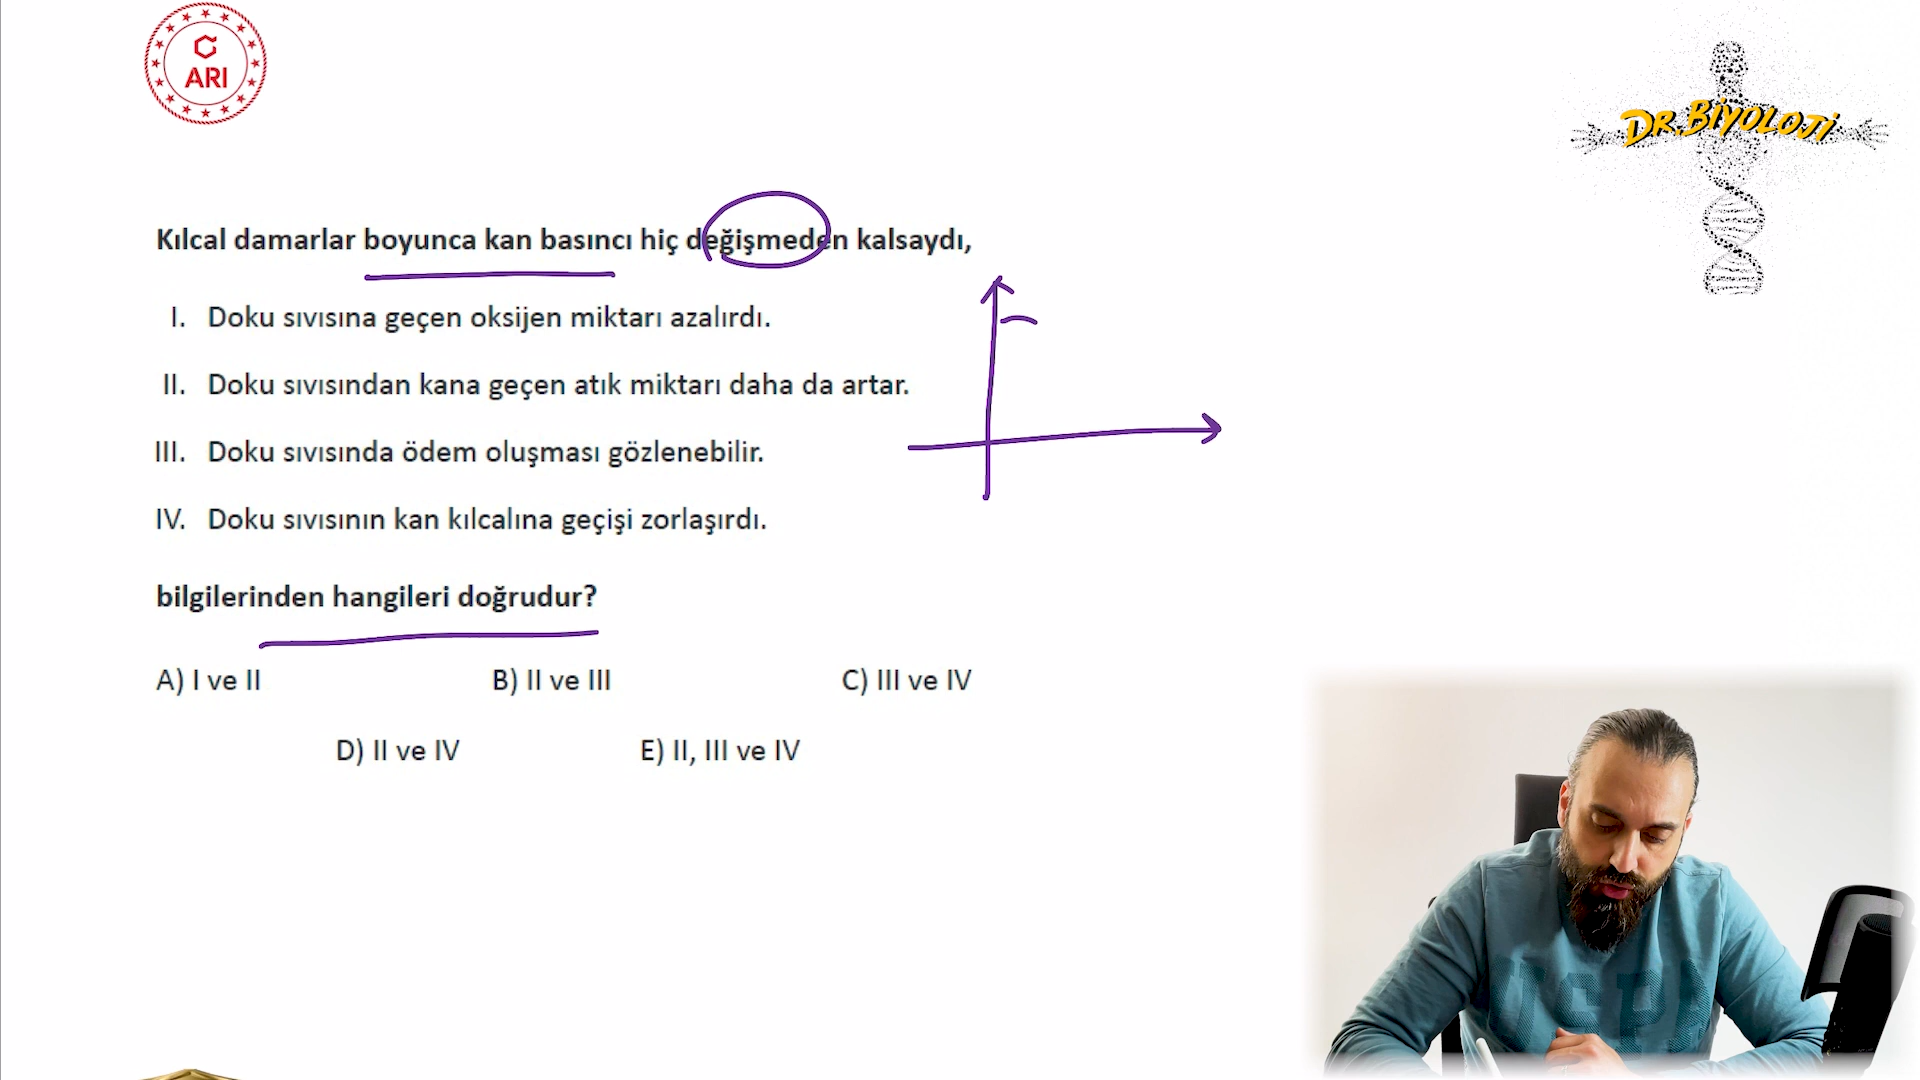 ARI
DR.BİYOLOJİ
Kılcal damarlar boyunca kan basıncı hiç değişmeden kalsaydı,
I. Doku sıvısına geçen oksijen miktarı azalırdı.
II. Doku sıvısından kana geçen atık miktarı daha da artar.
III. Doku sıvısında ödem oluşması gözlenebilir.
IV. Doku sıvısının kan kılcalına geçişi zorlaşırdı.
bilgilerinden hangileri doğrudur?
A) I ve II B) II ve III C) III ve IV
D) II ve IV E) II, III ve IV